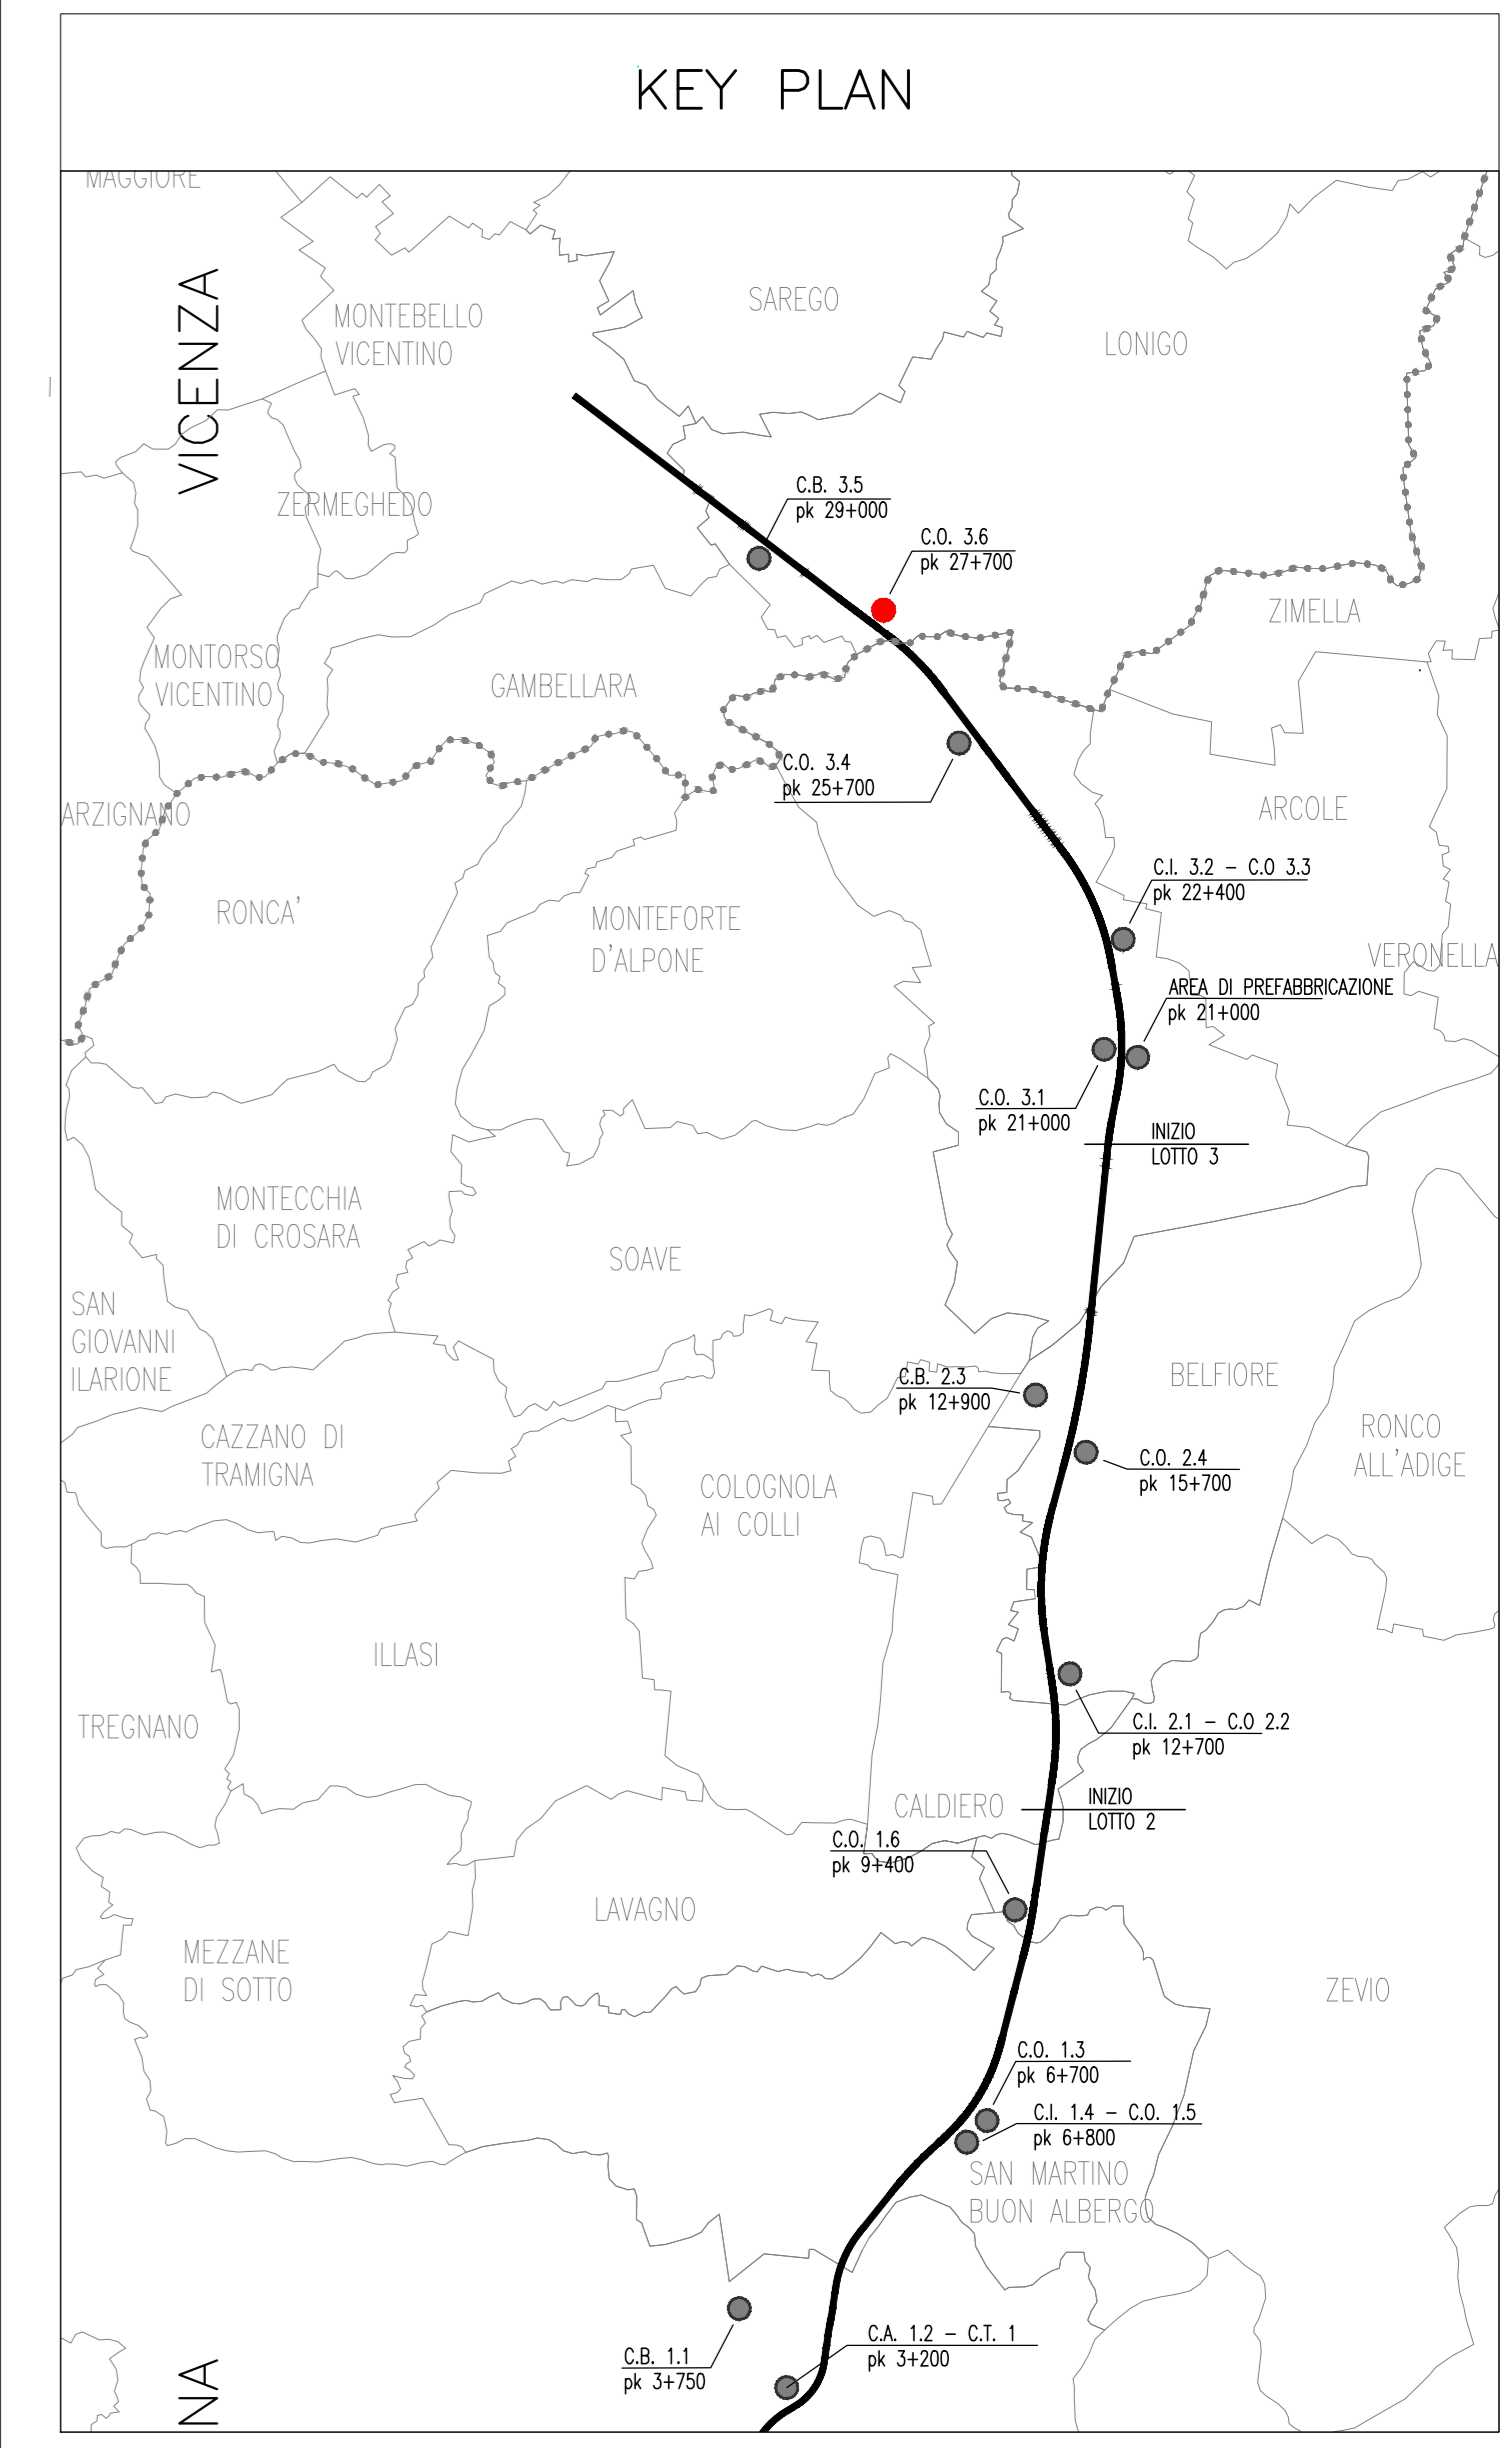 KEY PLAN
MAGGIORE
VICENZA
MONTEBELLO
VICENTINO
SAREGO
LONIGO
ZERMEGHEDO
C.B. 3.5
pk 29+000
C.O. 3.6
pk 27+700
ZIMELLA
MONTORSO
VICENTINO
GAMBELLARA
C.O. 3.4
pk 25+700
ARZIGNANO
ARCOLE
C.I. 3.2 - C.O 3.3
pk 22+400
RONCA'
MONTEFORTE
D'ALPONE
VERONELLA
AREA DI PREFABBRICAZIONE
pk 21+000
C.O. 3.1
pk 21+000
INIZIO
LOTTO 3
MONTECCHIA
DI CROSARA
SOAVE
SAN
GIOVANNI
ILARIONE
C.B. 2.3
pk 12+900
BELFIORE
CAZZANO DI
TRAMIGNA
RONCO
ALL'ADIGE
C.O. 2.4
pk 15+700
COLOGNOLA
AI COLLI
ILLASI
TREGNANO
C.I. 2.1 - C.O 2.2
pk 12+700
CALDIERO
INIZIO
LOTTO 2
C.O. 1.6
pk 9+400
LAVAGNO
MEZZANE
DI SOTTO
ZEVIO
C.O. 1.3
pk 6+700
C.I. 1.4 - C.O. 1.5
pk 6+800
SAN MARTINO
BUON ALBERGO
C.A. 1.2 - C.T. 1
pk 3+200
C.B. 1.1
pk 3+750
NA